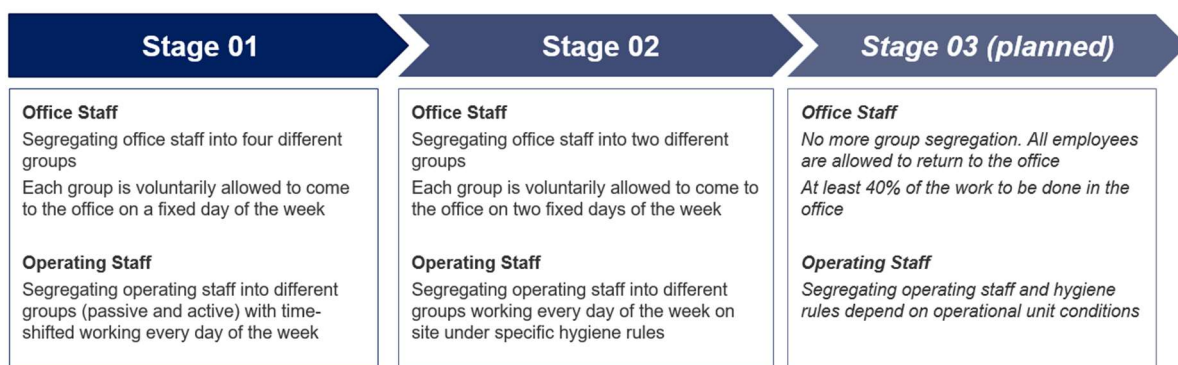 Stage 01
Office Staff
Segregating office staff into four different
groups
Each group is voluntarily allowed to come
to the office on a fixed day of the week
Operating Staff
Segregating operating staff into different
groups (passive and active) with time-
shifted working every day of the week
Stage 02
Office Staff
Segregating office staff into two different
groups
Each group is voluntarily allowed to come to
the office on two fixed days of the week
Operating Staff
Segregating operating staff into different
groups working every day of the week on
site under specific hygiene rules
Stage 03 (planned)
Office Staff
No more group segregation. All employees
are allowed to return to the office
At least 40% of the work to be done in the
office
Operating Staff
Segregating operating staff and hygiene
rules depend on operational unit conditions